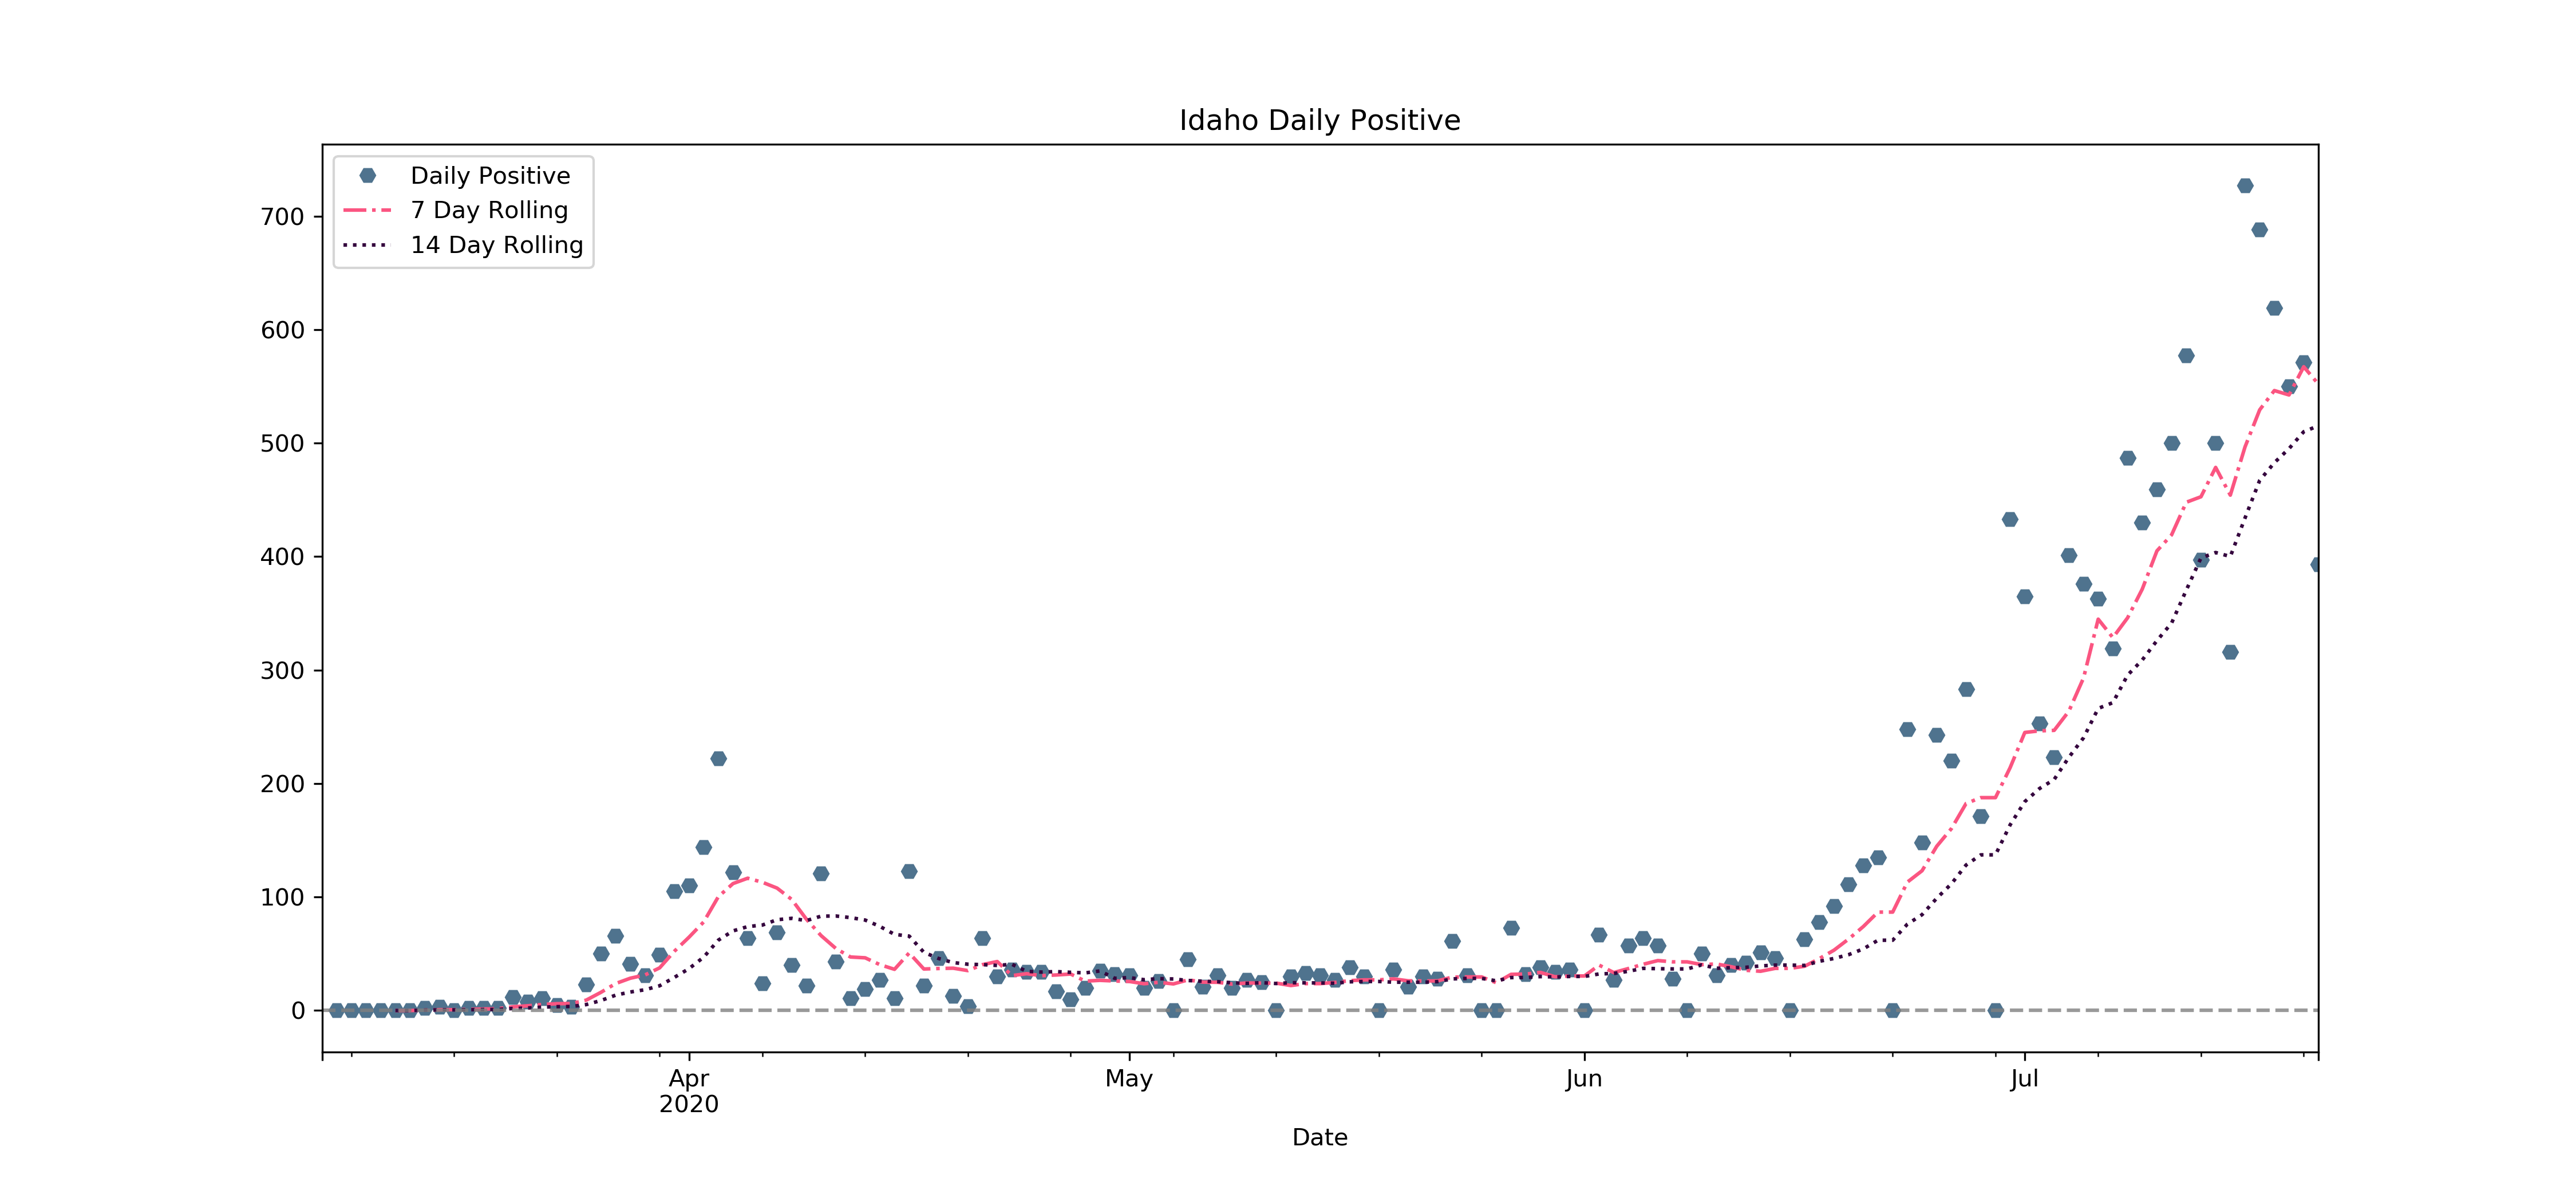 Idaho Daily Positive
Daily Positive
7 Day Rolling
14 Day Rolling
700
600
500
400
300
200
100
0
Apr
2020
May
Jun
Jul
Date